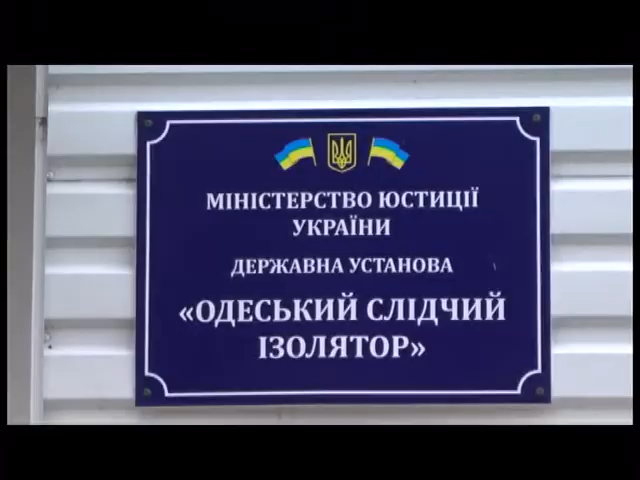 МІНІСТЕРСТВО ЮСТИЦІЇ
УКРАЇНИ
ДЕРЖАВНА УСТАНОВА
«ОДЕСЬКИЙ СЛІДЧИЙ
ІЗОЛЯТОР»